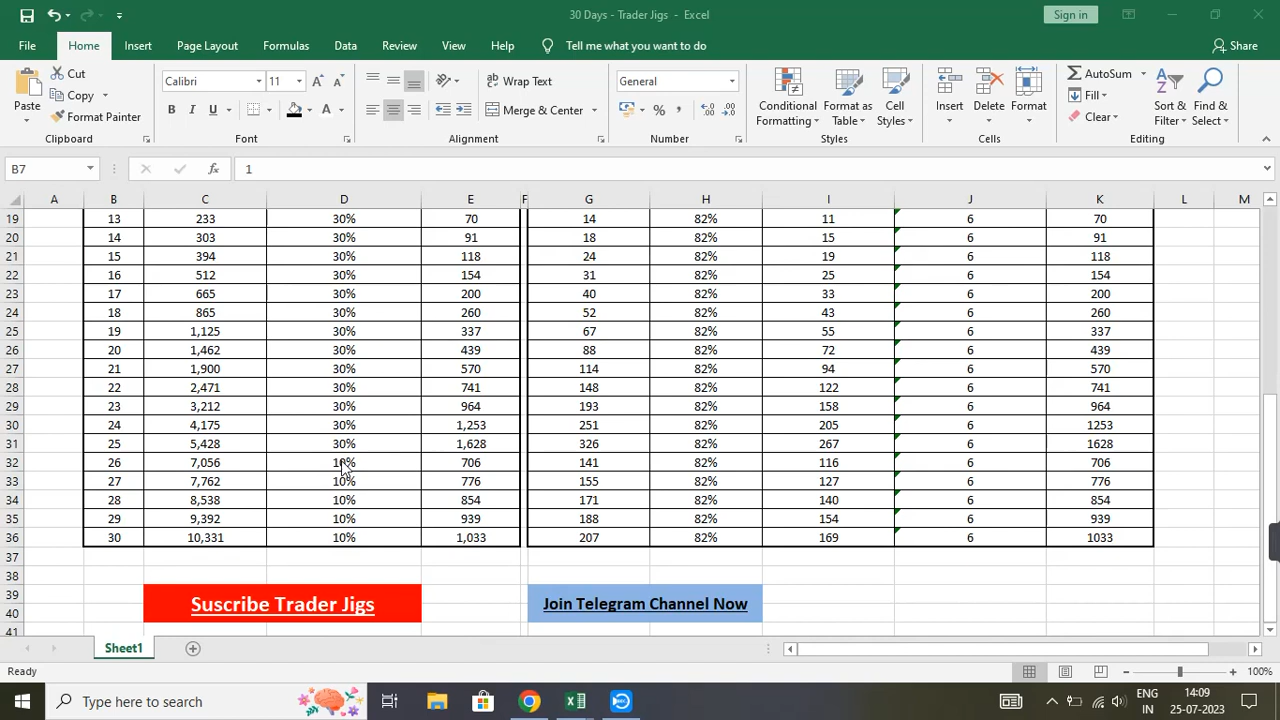 30 Days - Trader Jigs - Excel
Sign in
File Home Insert Page Layout Formulas Data Review View Help Tell me what you want to do Share
Paste
Cut
Copy
Format Painter
Clipboard
Calibri 11
B I U
Font
Wrap Text
Merge & Center
Alignment
General
Number
Conditional Formatting
Format as Table
Cell Styles
Styles
Insert Delete Format
Cells
AutoSum
Fill
Clear
Sort & Filter
Find & Select
Editing
B7 fx 1
A B C D E F G H I J K L M
19 13 233 30% 70 14 82% 11 6 70
20 14 303 30% 91 18 82% 15 6 91
21 15 394 30% 118 24 82% 19 6 118
22 16 512 30% 154 31 82% 25 6 154
23 17 665 30% 200 40 82% 33 6 200
24 18 865 30% 260 52 82% 43 6 260
25 19 1,125 30% 337 67 82% 55 6 337
26 20 1,462 30% 439 88 82% 72 6 439
27 21 1,900 30% 570 114 82% 94 6 570
28 22 2,471 30% 741 148 82% 122 6 741
29 23 3,212 30% 964 193 82% 158 6 964
30 24 4,175 30% 1,253 251 82% 205 6 1253
31 25 5,428 30% 1,628 326 82% 267 6 1628
32 26 7,056 10% 706 141 82% 116 6 706
33 27 7,762 10% 776 155 82% 127 6 776
34 28 8,538 10% 854 171 82% 140 6 854
35 29 9,392 10% 939 188 82% 154 6 939
36 30 10,331 10% 1,033 207 82% 169 6 1033
37
38
39
40
41
Suscribe Trader Jigs
Join Telegram Channel Now
Sheet1
Ready
100%
Type here to search
ENG
IN
14:09
25-07-2023